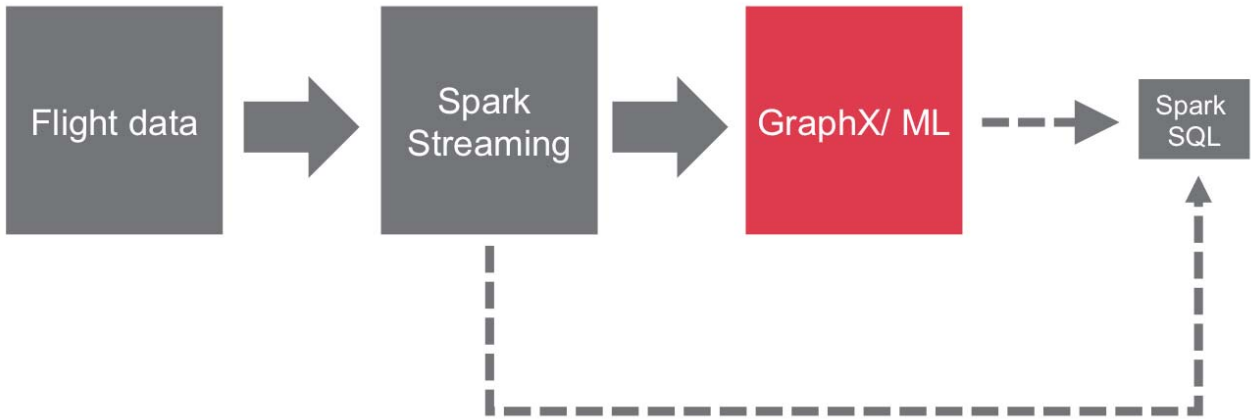 Flight data
Spark
Streaming
GraphX/ ML
Spark
SQL